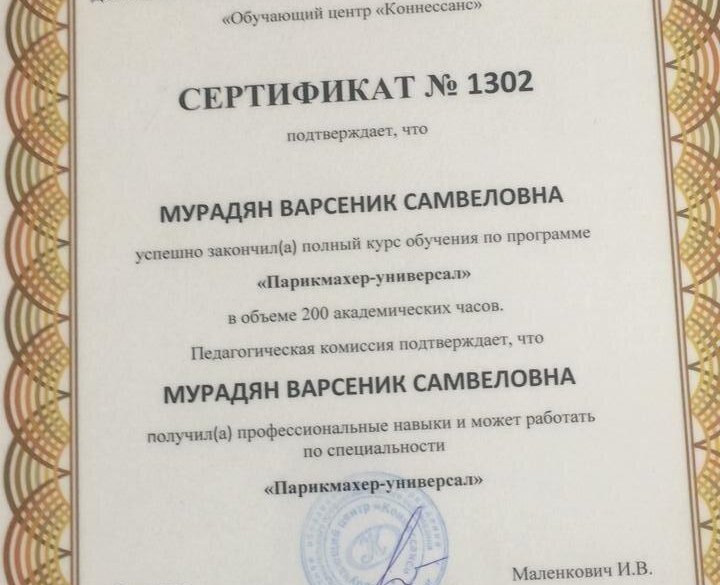 «Обучающий центр «Коннессанс»
СЕРТИФИКАТ № 1302
подтверждает, что
МУРАДЯН ВАРСЕНИК САМВЕЛОВНА
успешно закончил(а) полный курс обучения по программе
«Парикмахер-универсал»
в объеме 200 академических часов.
Педагогическая комиссия подтверждает, что
МУРАДЯН ВАРСЕНИК САМВЕЛОВНА
получил(а) профессиональные навыки и может работать
по специальности
«Парикмахер-универсал»
Маленкович И.В.